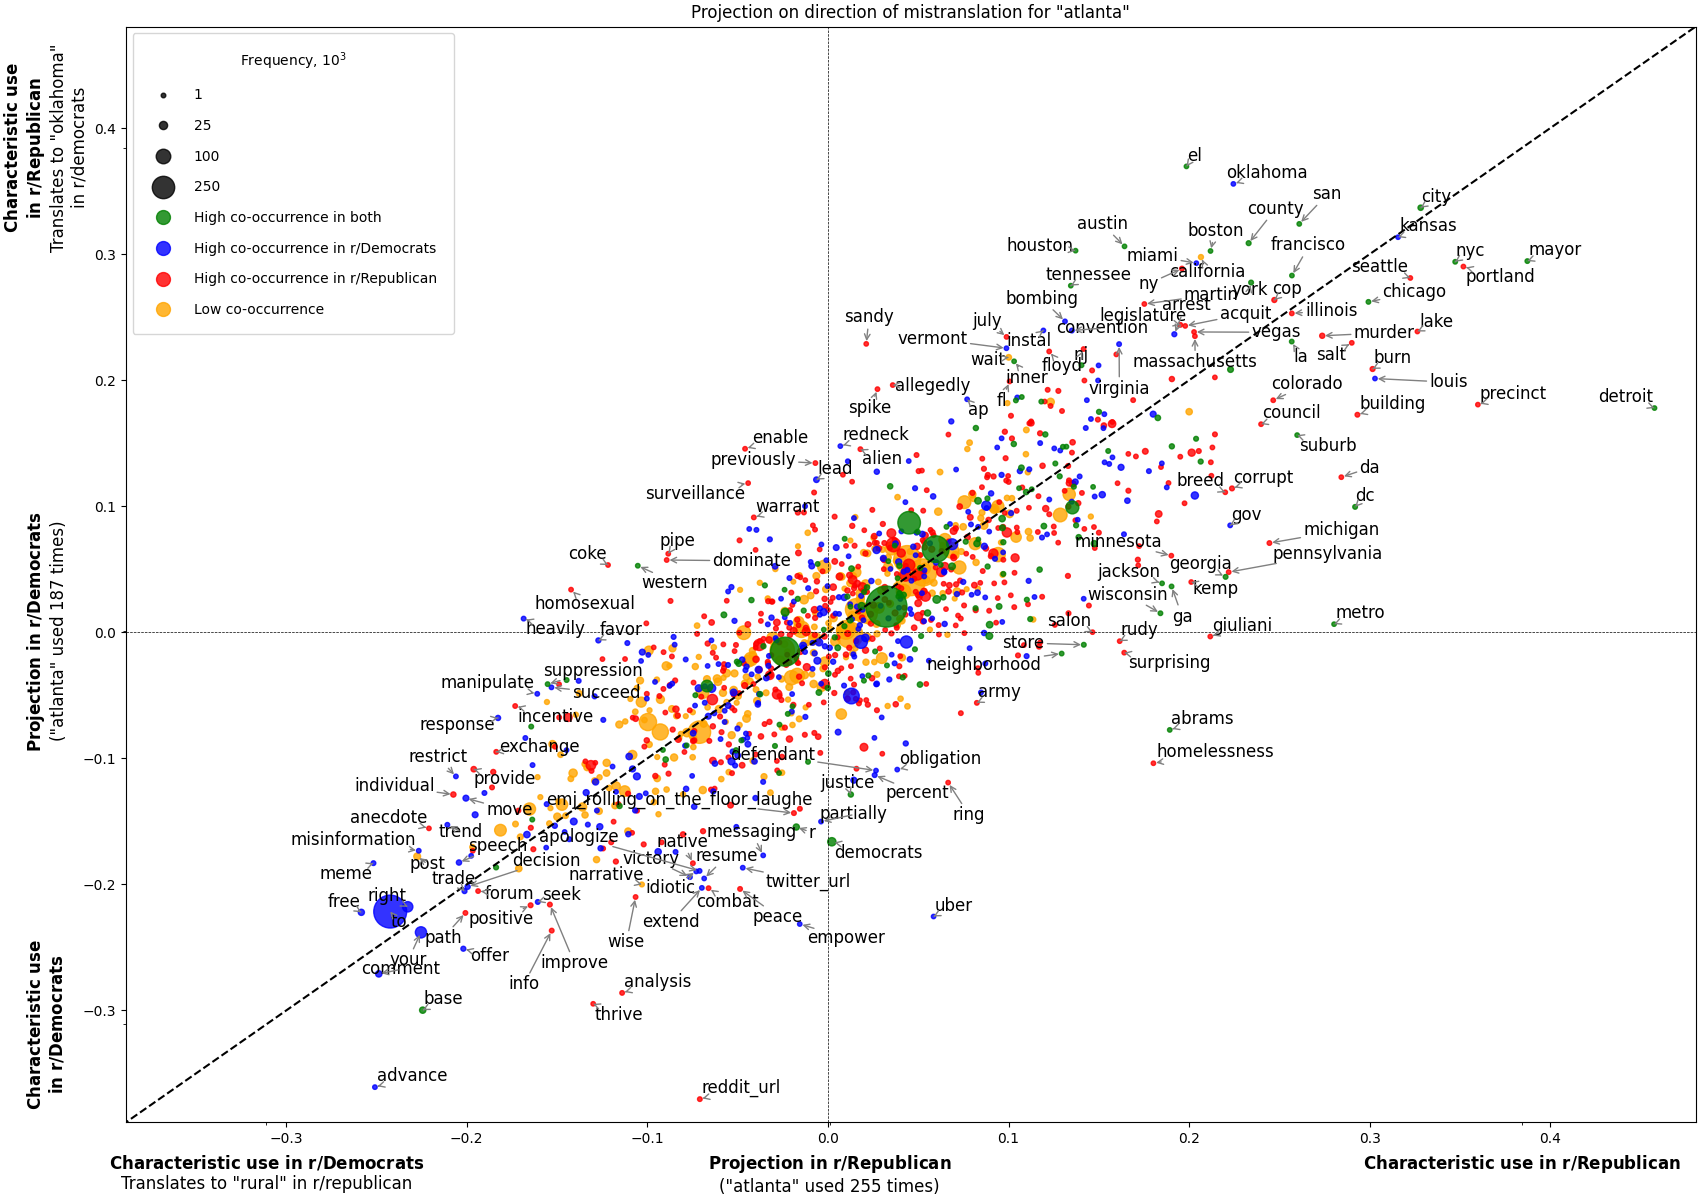 Projection on direction of mistranslation for "atlanta"
Characteristic use
in r/Republican
Translates to "oklahoma"
in r/democrats
Projection in r/Democrats
("atlanta" used 187 times)
Characteristic use
in r/Democrats
Frequency, 10^3
1
25
100
250
High co-occurrence in both
High co-occurrence in r/Democrats
High co-occurrence in r/Republican
Low co-occurrence
0.4
0.3
0.2
0.1
0.0
−0.1
−0.2
−0.3
el
oklahoma
san
city
county
kansas
austin
boston
houston
francisco
nyc
mayor
miami
seattle
california
tennessee
portland
ny
york
cop
chicago
martin
bombing
arrest
legislature
acquit
illinois
sandy
july
convention
lake
vermont
instal
vegas
murder
wait
nj
floyd
massachusetts
la
salt
burn
inner
virginia
louis
allegedly
colorado
fl
precinct
detroit
spike
ap
council
building
enable
redneck
suburb
previously
alien
lead
da
surveillance
breed
corrupt
dc
warrant
gov
pipe
michigan
minnesota
coke
dominate
pennsylvania
georgia
western
jackson
kemp
homosexual
wisconsin
metro
heavily
favor
salon
ga
rudy
giuliani
store
suppression
neighborhood
surprising
manipulate
succeed
army
response
incentive
abrams
exchange
defendant
homelessness
restrict
obligation
individual
provide
justice
percent
move
emj_rolling_on_the_floor_laughe
partially
ring
anecdote
trend
apologize
messaging
r
misinformation
speech
native
democrats
post
decision
victory
resume
meme
trade
narrative
idiotic
twitter_url
free
right
forum
seek
combat
uber
ro
positive
extend
peace
path
wise
empower
your
offer
comment
improve
info
analysis
base
thrive
advance
reddit_url
−0.3
−0.2
−0.1
0.0
0.1
0.2
0.3
0.4
Characteristic use in r/Democrats
Translates to "rural" in r/republican
Projection in r/Republican
("atlanta" used 255 times)
Characteristic use in r/Republican